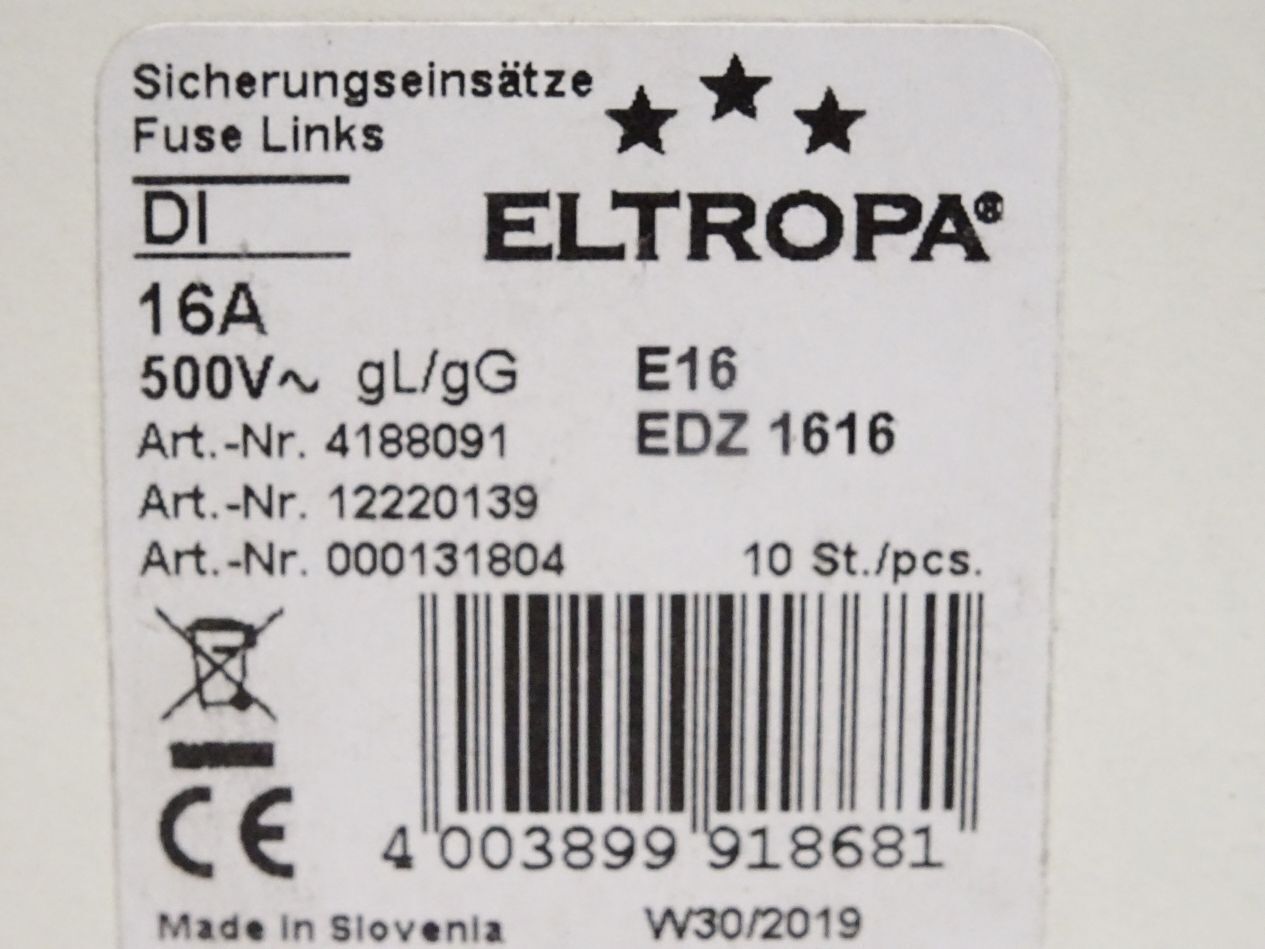 Sicherungseinsätze
Fuse Links
DI
ELTROPA®
16A
500V~ gL/gG E16
Art.-Nr. 4188091 EDZ 1616
Art.-Nr. 12220139
Art.-Nr. 000131804 10 St./pcs.
CE
4 003899 918681
Made in Slovenia W30/2019